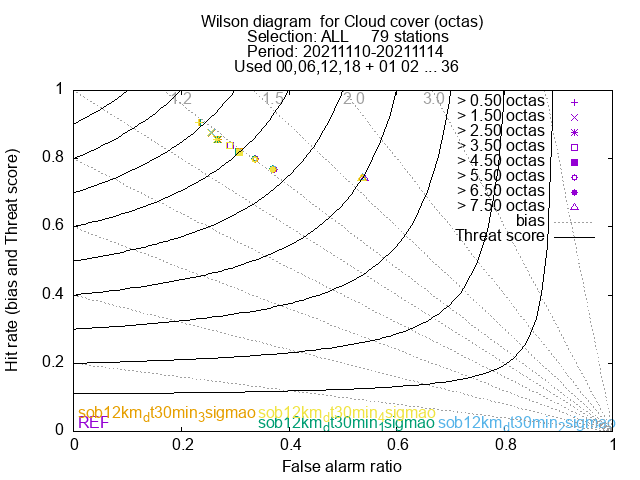 Wilson diagram  for Cloud cover (octas)
Selection: ALL     79 stations
Period: 20211110-20211114
Used 00,06,12,18 + 01 02 ... 36
1.2 1.5 2.0 3.0
> 0.50 octas
> 1.50 octas
> 2.50 octas
> 3.50 octas
> 4.50 octas
> 5.50 octas
> 6.50 octas
> 7.50 octas
bias
Threat score
Hit rate (bias and Threat score)
1
0.8
0.6
0.4
0.2
0
sob12km_dt30min_3sigmao sob12km_dt30min_4sigmao
REF sob12km_dt30min_1sigmao sob12km_dt30min_2sigmao
0 0.2 0.4 0.6 0.8 1
False alarm ratio